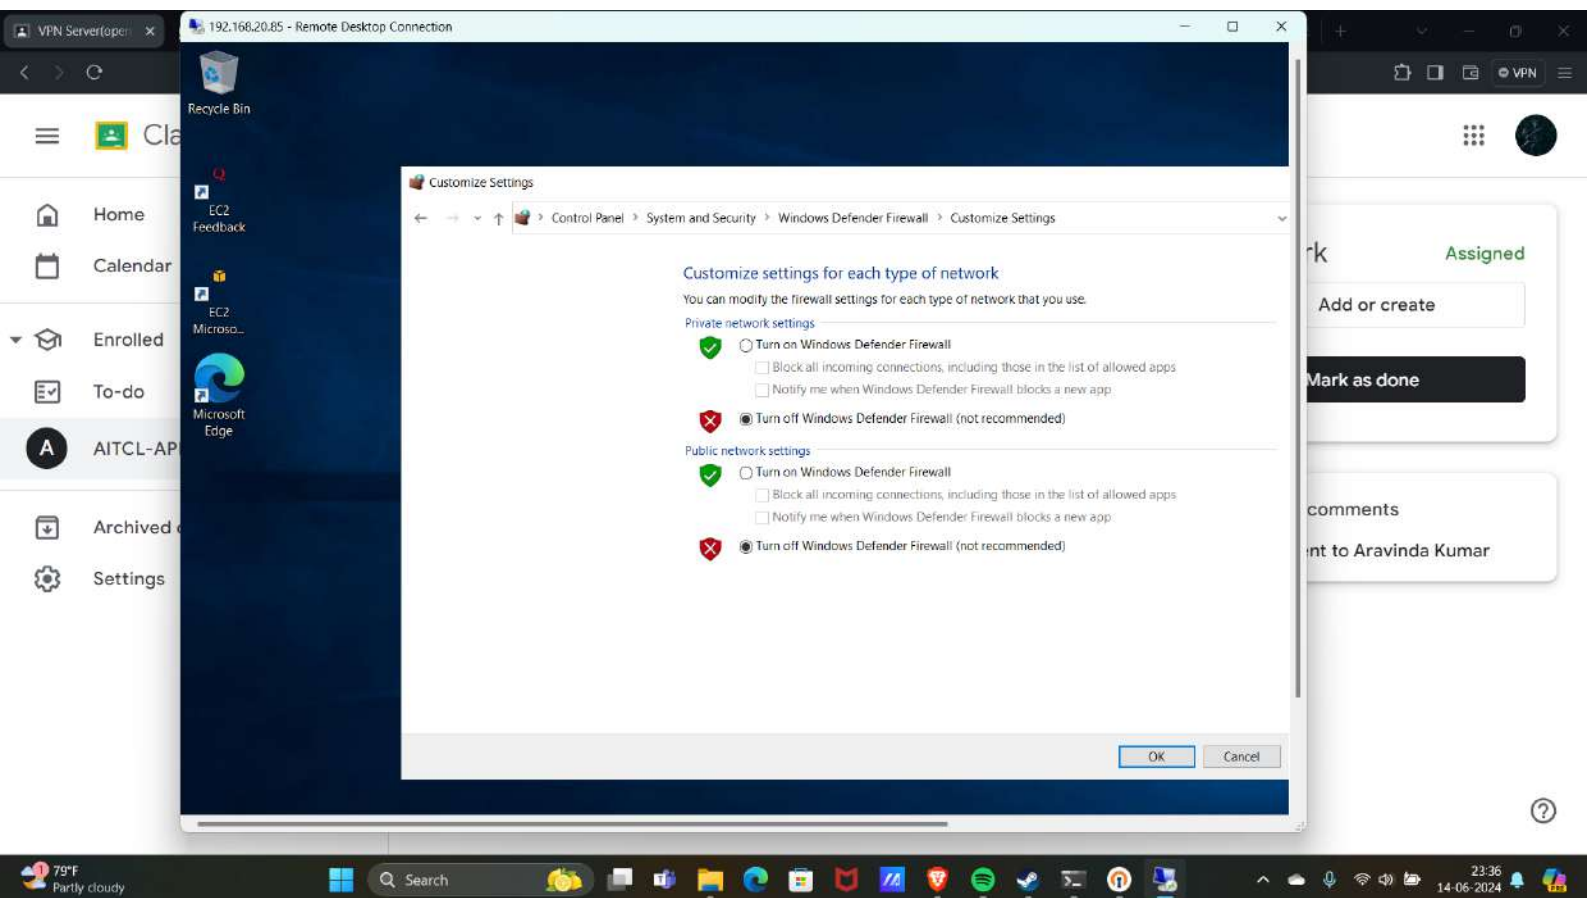 VPN Server(open
192.168.20.85 - Remote Desktop Connection
VPN
Cla
Home
Calendar
Enrolled
To-do
A
AITCL-AP
Archived
Settings
Recycle Bin
EC2
Feedback
EC2
Microso...
Microsoft
Edge
Customize Settings
Control Panel > System and Security > Windows Defender Firewall > Customize Settings
Customize settings for each type of network
You can modify the firewall settings for each type of network that you use.
Private network settings
Turn on Windows Defender Firewall
Block all incoming connections, including those in the list of allowed apps
Notify me when Windows Defender Firewall blocks a new app
Turn off Windows Defender Firewall (not recommended)
Public network settings
Turn on Windows Defender Firewall
Block all incoming connections, including those in the list of allowed apps
Notify me when Windows Defender Firewall blocks a new app
Turn off Windows Defender Firewall (not recommended)
OK
Cancel
rk
Assigned
Add or create
Mark as done
comments
nt to Aravinda Kumar
1
79°F
Partly cloudy
Search
23:36
14-06-2024